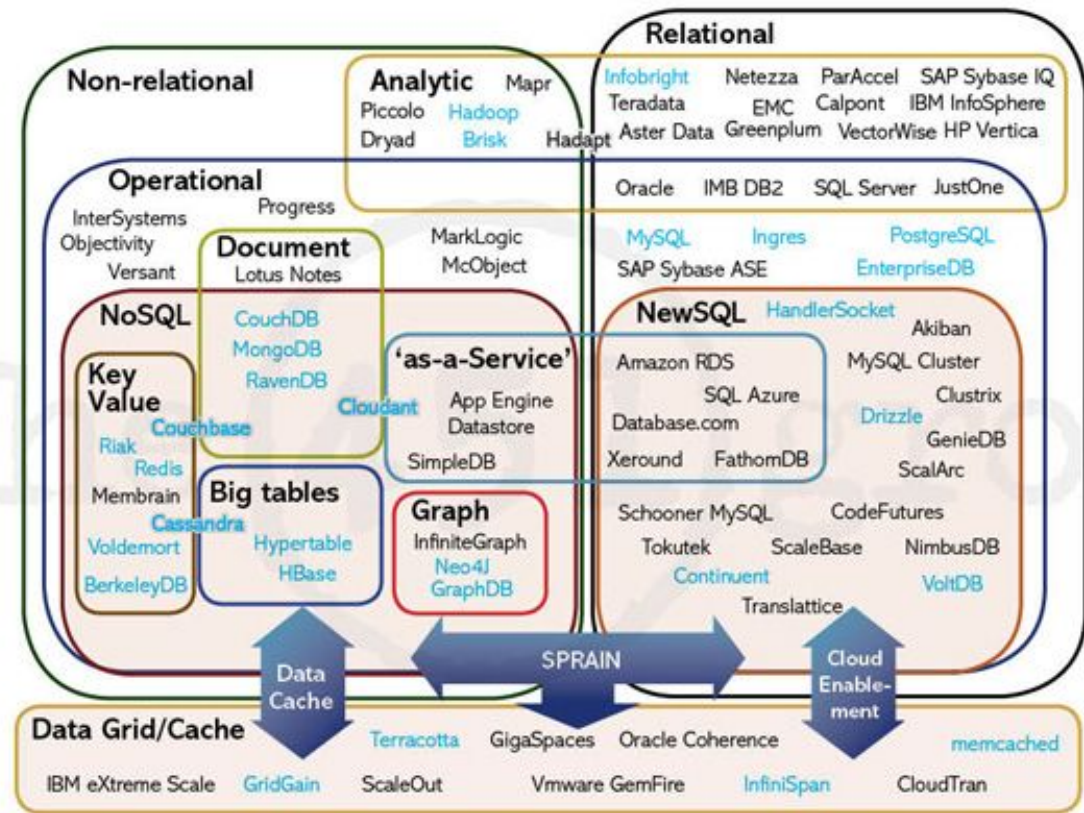 Relational
Non-relational
Analytic
Mapr
Piccolo
Hadoop
Dryad
Brisk
Hadapt
Infobright
Netezza
ParAccel
SAP Sybase IQ
Teradata
EMC
Calpont
IBM InfoSphere
Aster Data
Greenplum
VectorWise
HP Vertica
Oracle
IMB DB2
SQL Server
JustOne
Operational
InterSystems
Progress
Objectivity
Versant
Document
Lotus Notes
MarkLogic
McObject
MySQL
Ingres
PostgreSQL
SAP Sybase ASE
EnterpriseDB
NoSQL
CouchDB
MongoDB
RavenDB
Key
Value
Couchbase
Riak
Redis
Membrain
Cassandra
Voldemort
BerkeleyDB
Cloudant
'as-a-Service'
App Engine
Datastore
SimpleDB
Big tables
Hypertable
HBase
Graph
InfiniteGraph
Neo4J
GraphDB
NewSQL
HandlerSocket
Akiban
Amazon RDS
MySQL Cluster
SQL Azure
Clustrix
Database.com
Drizzle
GenieDB
Xeround
FathomDB
ScalArc
Schooner MySQL
CodeFutures
Tokutek
ScaleBase
NimbusDB
Continuent
VoltDB
Translattice
Data
Cache
SPRAIN
Cloud
Enable-
ment
Data Grid/Cache
Terracotta
GigaSpaces
Oracle Coherence
memcached
IBM eXtreme Scale
GridGain
ScaleOut
Vmware GemFire
InfiniSpan
CloudTran